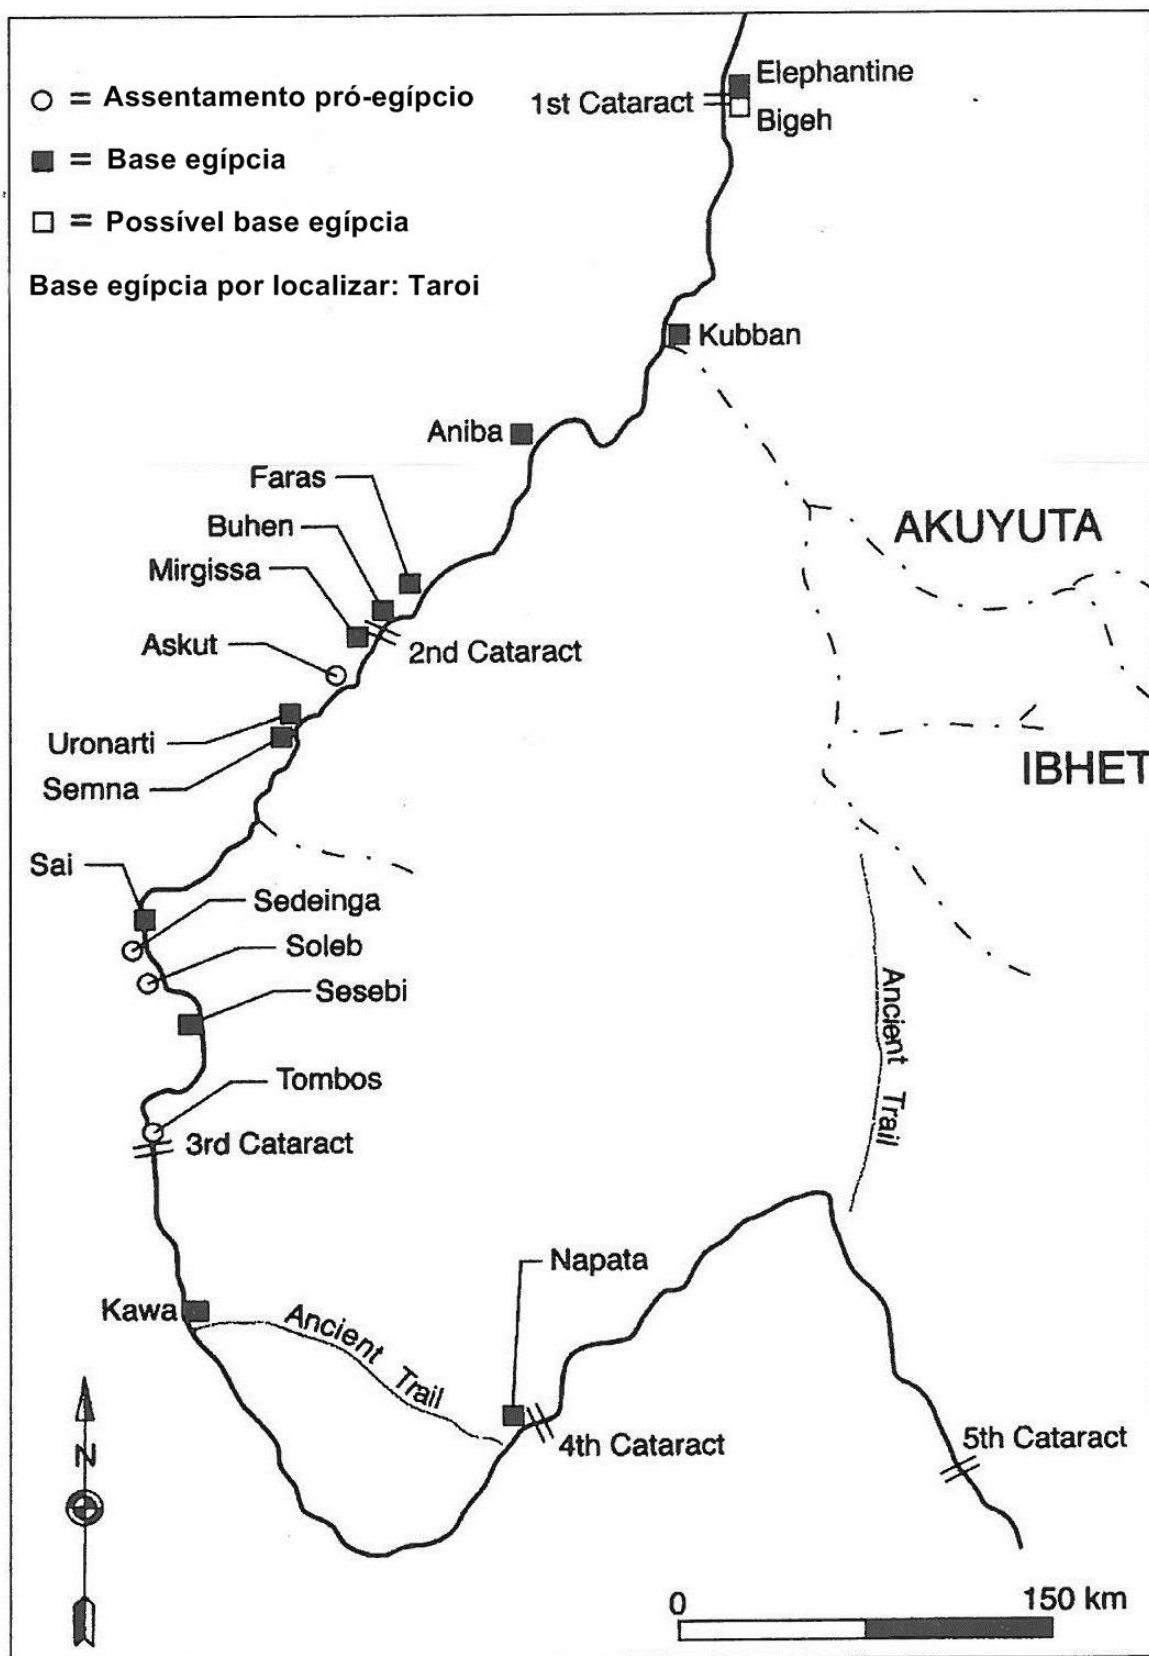 ○ = Assentamento pró-egípcio
■ = Base egípcia
□ = Possível base egípcia
Base egípcia por localizar: Taroi
Elephantine
1st Cataract
Bigeh
Kubban
Aniba
Faras
Buhen
AKUYUTA
Mirgissa
Askut
2nd Cataract
Uronarti
IBHET
Semna
Sai
Sedeinga
Soleb
Sesebi
Ancient Trail
Tombos
3rd Cataract
Napata
Kawa
Ancient Trail
4th Cataract
5th Cataract
N
0 150 km